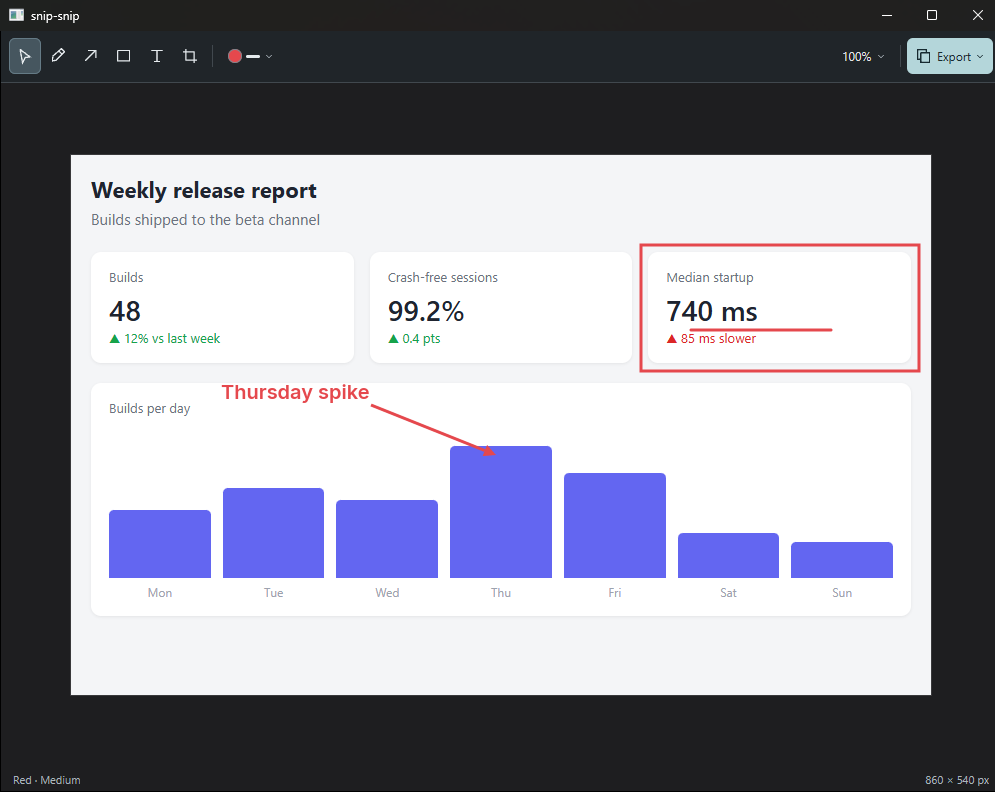 snip-snip
T
100%
Export
Weekly release report
Builds shipped to the beta channel
Builds
48
▲ 12% vs last week
Crash-free sessions
99.2%
▲ 0.4 pts
Median startup
740 ms
▲ 85 ms slower
Thursday spike
Builds per day
Mon Tue Wed Thu Fri Sat Sun
Red · Medium
860 × 540 px